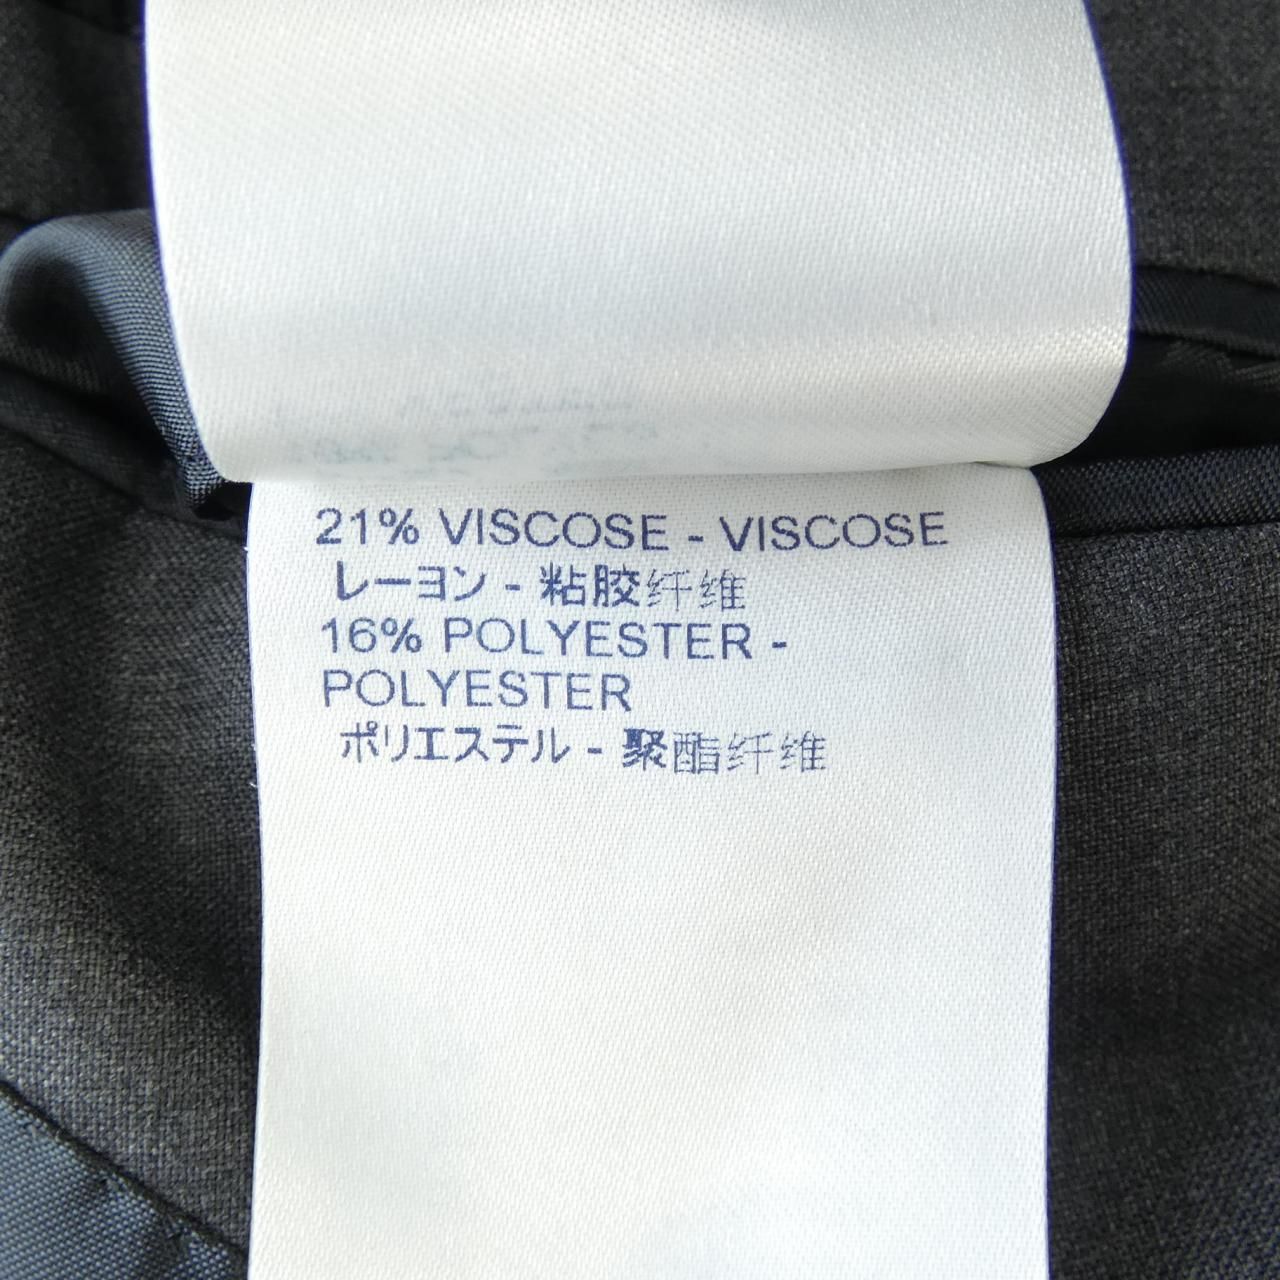 21% VISCOSE - VISCOSE
レーヨン - 粘胶纤维
16% POLYESTER -
POLYESTER
ポリエステル - 聚酯纤维